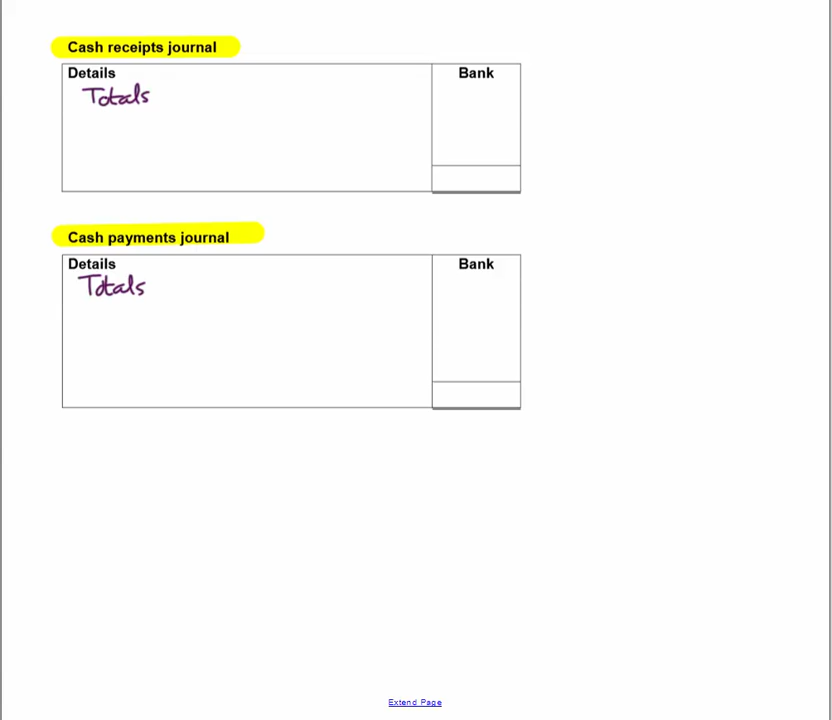 Cash receipts journal
Details Bank
Totals
Cash payments journal
Details Bank
Totals
Extend Page